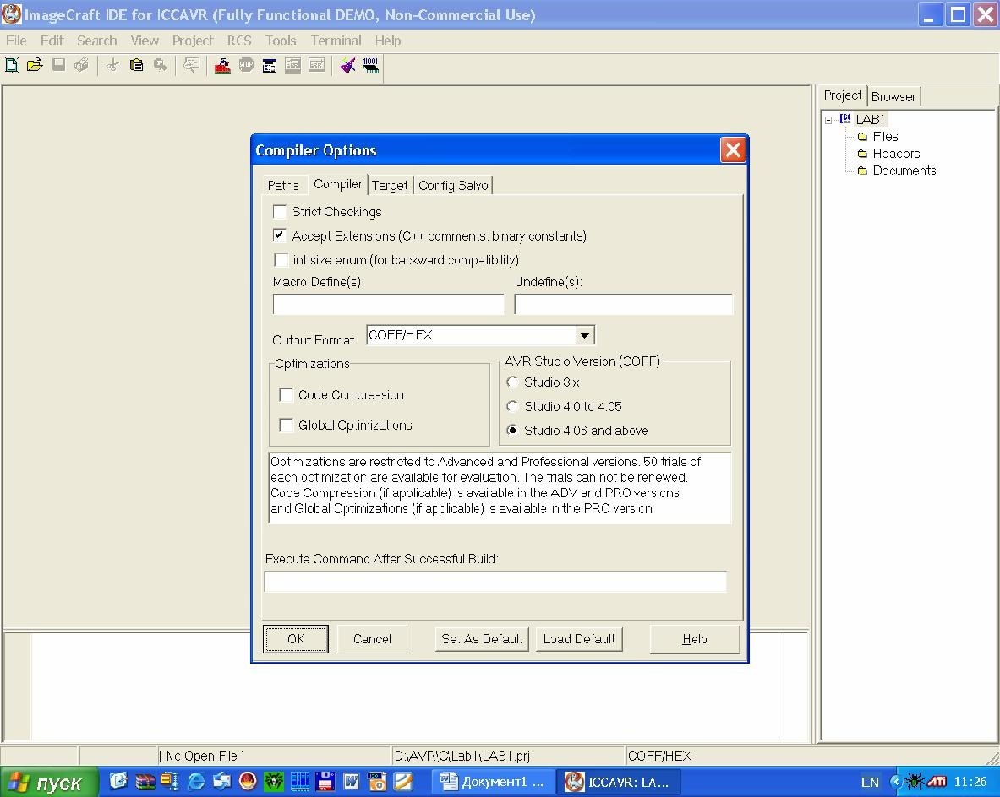 ImageCraft IDE for ICCAVR (Fully Functional DEMO, Non-Commercial Use)
File Edit Search View Project RCS Tools Terminal Help
STOP
1001
Project Browser
LAB1
Files
Headers
Documents
Compiler Options
Paths Compiler Target Config Salvo
Strict Checkings
Accept Extensions (C++ comments, binary constants)
int size enum (for backward compatibility)
Macro Define(s): Undefine(s):
Output Format COFF/HEX
Optimizations
Code Compression
Global Optimizations
AVR Studio Version (COFF)
Studio 3.x
Studio 4.0 to 4.05
Studio 4.06 and above
Optimizations are restricted to Advanced and Professional versions. 50 trials of
each optimization are available for evaluation. The trials can not be renewed.
Code Compression (if applicable) is available in the ADV and PRO versions
and Global Optimizations (if applicable) is available in the PRO version
Execute Command After Successful Build:
OK Cancel Set As Default Load Default Help
[ No Open File ] D:\AVR\C\Lab1\LAB1.prj COFF/HEX
пуск Документ1 ... ICCAVR: LA... EN ATI 11:26